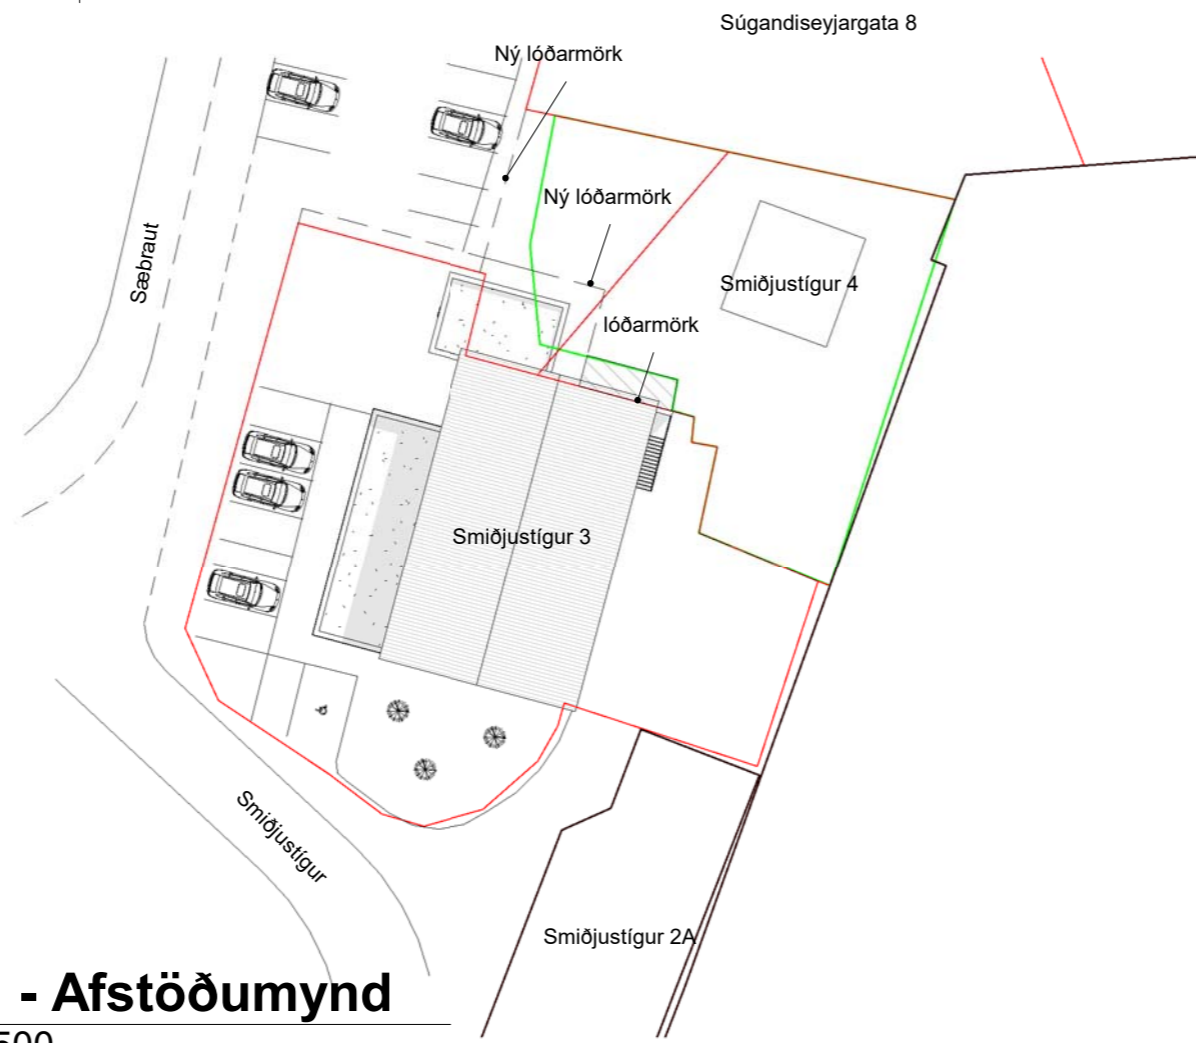 Súgandiseyjargata 8
Ný lóðarmörk
Ný lóðarmörk
Sæbraut
Smiðjustígur 4
lóðarmörk
Smiðjustígur 3
Smiðjustígur
Smiðjustígur 2A
- Afstöðumynd
500